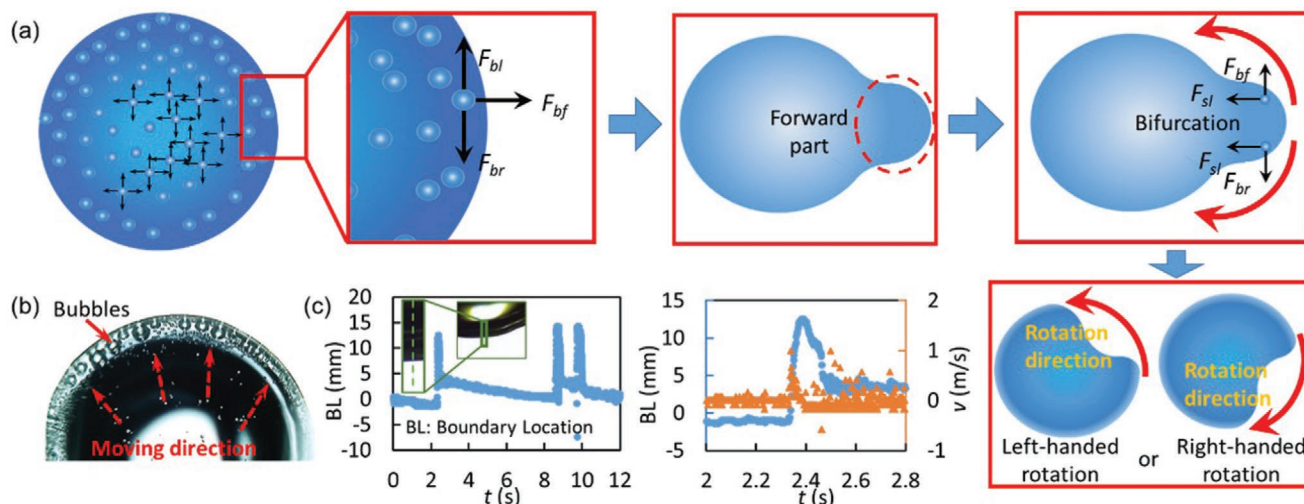 (a)
F_bl
F_bf
F_br
Forward
part
F_bf
F_sl
Bifurcation
F_sl
F_br
(b)
Bubbles
Moving direction
(c)
BL (mm)
20
15
10
5
0
-5
-10
BL: Boundary Location
0 2 4 6 8 10 12
t (s)
BL (mm)
15
10
5
0
-5
2
1
0
-1
v (m/s)
2 2.2 2.4 2.6 2.8
t (s)
Rotation
direction
Left-handed
rotation
or
Rotation
direction
Right-handed
rotation